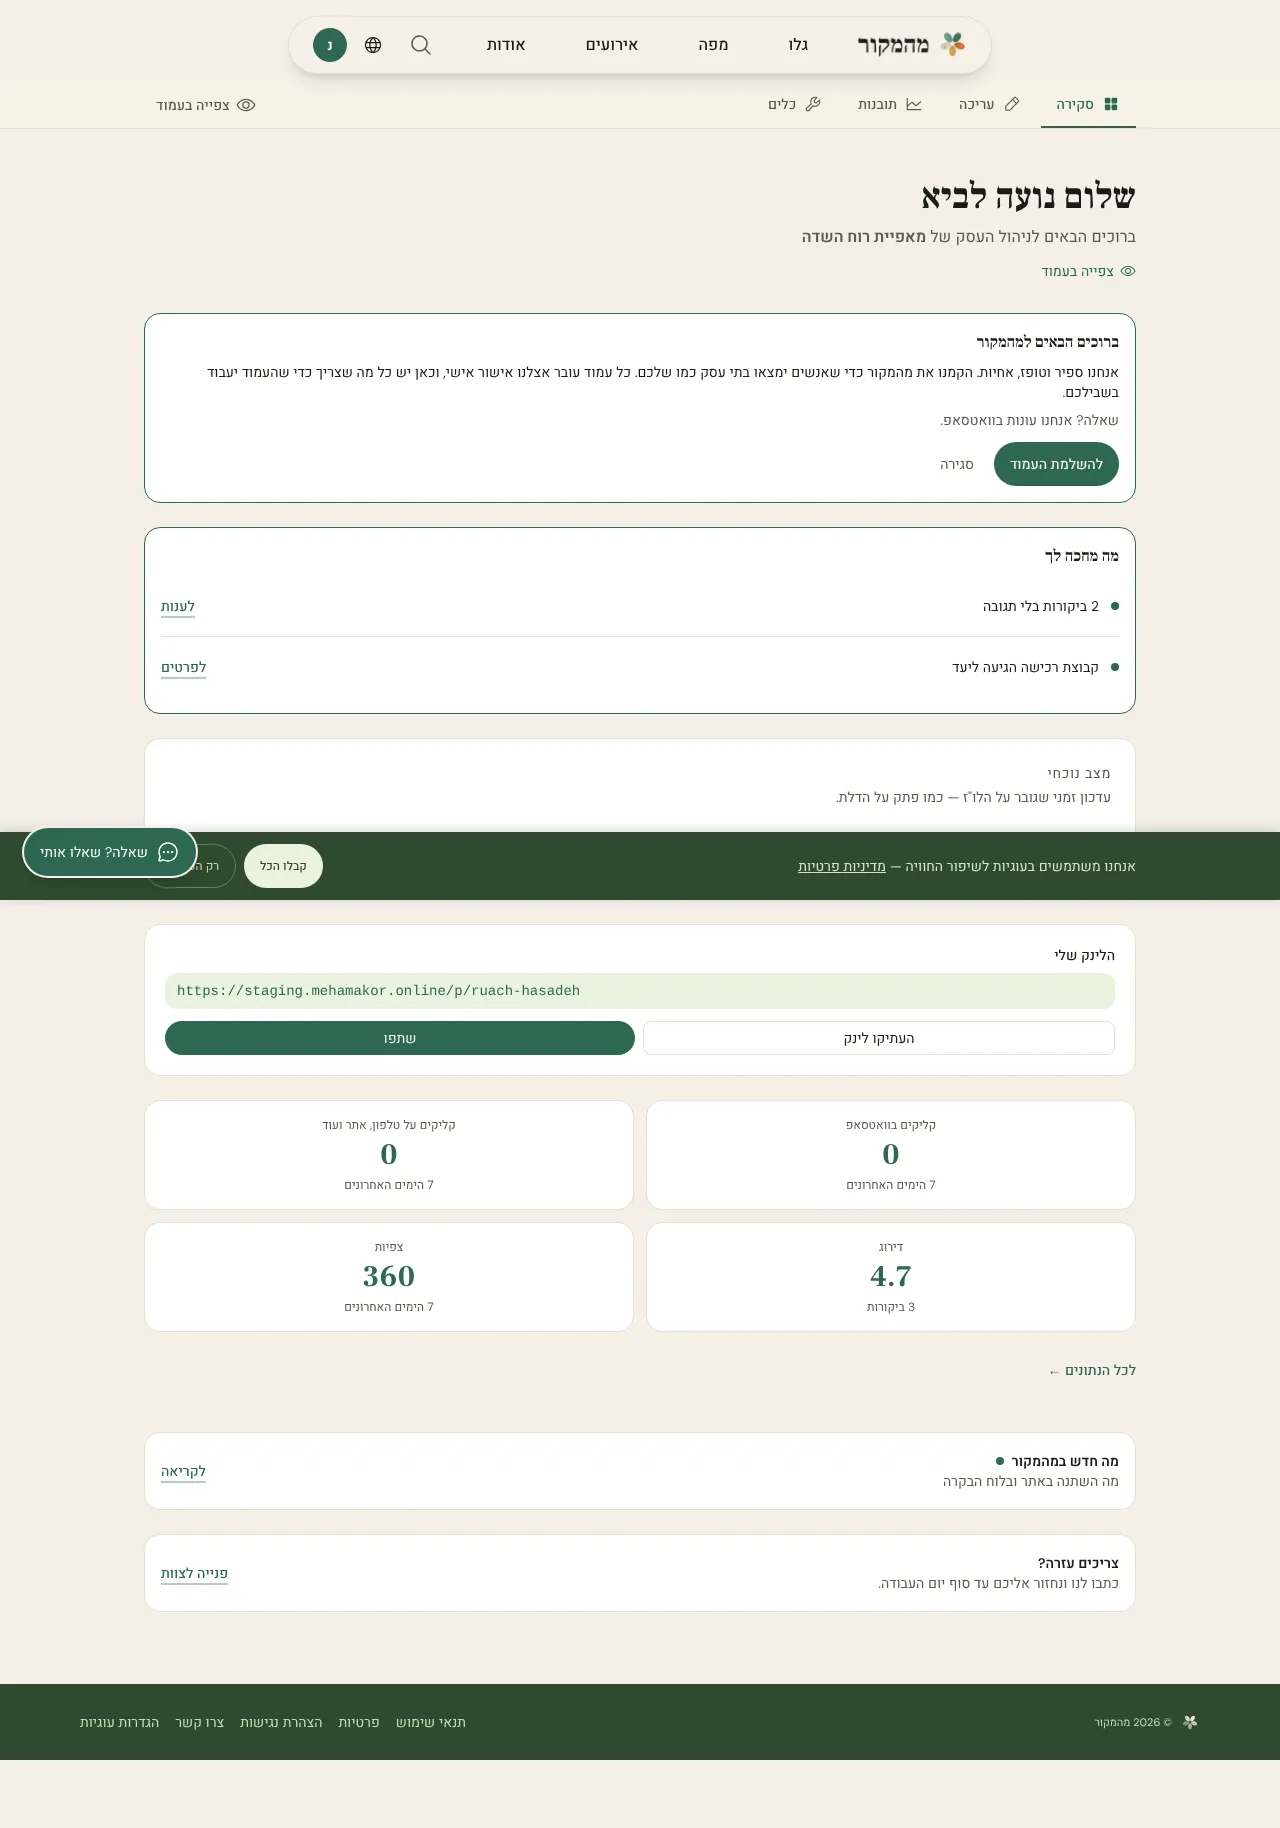 מהמקור
גלו
מפה
אירועים
אודות
נ
סקירה
עריכה
תובנות
כלים
צפייה בעמוד
שלום נועה לביא
ברוכים הבאים לניהול העסק של מאפיית רוח השדה
צפייה בעמוד
ברוכים הבאים למהמקור
אנחנו ספיר וטופז, אחיות. הקמנו את מהמקור כדי שאנשים ימצאו בתי עסק כמו שלכם. כל עמוד עובר אצלנו אישור אישי, וכאן יש כל מה שצריך כדי שהעמוד יעבוד
בשבילכם.
שאלה? אנחנו עונות בוואטסאפ.
להשלמת העמוד
סגירה
מה מחכה לך
2 ביקורות בלי תגובה
לענות
קבוצת רכישה הגיעה ליעד
לפרטים
מצב נוכחי
עדכון זמני שגובר על הלו"ז — כמו פתק על הדלת.
אנחנו משתמשים בעוגיות לשיפור החוויה — מדיניות פרטיות
קבלו הכל
רק
שאלה? שאלו אותי
הלינק שלי
https://staging.mehamakor.online/p/ruach-hasadeh
העתיקו לינק
שתפו
קליקים בוואטסאפ
0
7 הימים האחרונים
קליקים על טלפון, אתר ועוד
0
7 הימים האחרונים
דירוג
4.7
3 ביקורות
צפיות
360
7 הימים האחרונים
לכל הנתונים ←
מה חדש במהמקור
מה השתנה באתר ובלוח הבקרה
לקריאה
צריכים עזרה?
כתבו לנו ונחזור אליכם עד סוף יום העבודה.
פנייה לצוות
© 2026 מהמקור
תנאי שימוש
פרטיות
הצהרת נגישות
צרו קשר
הגדרות עוגיות